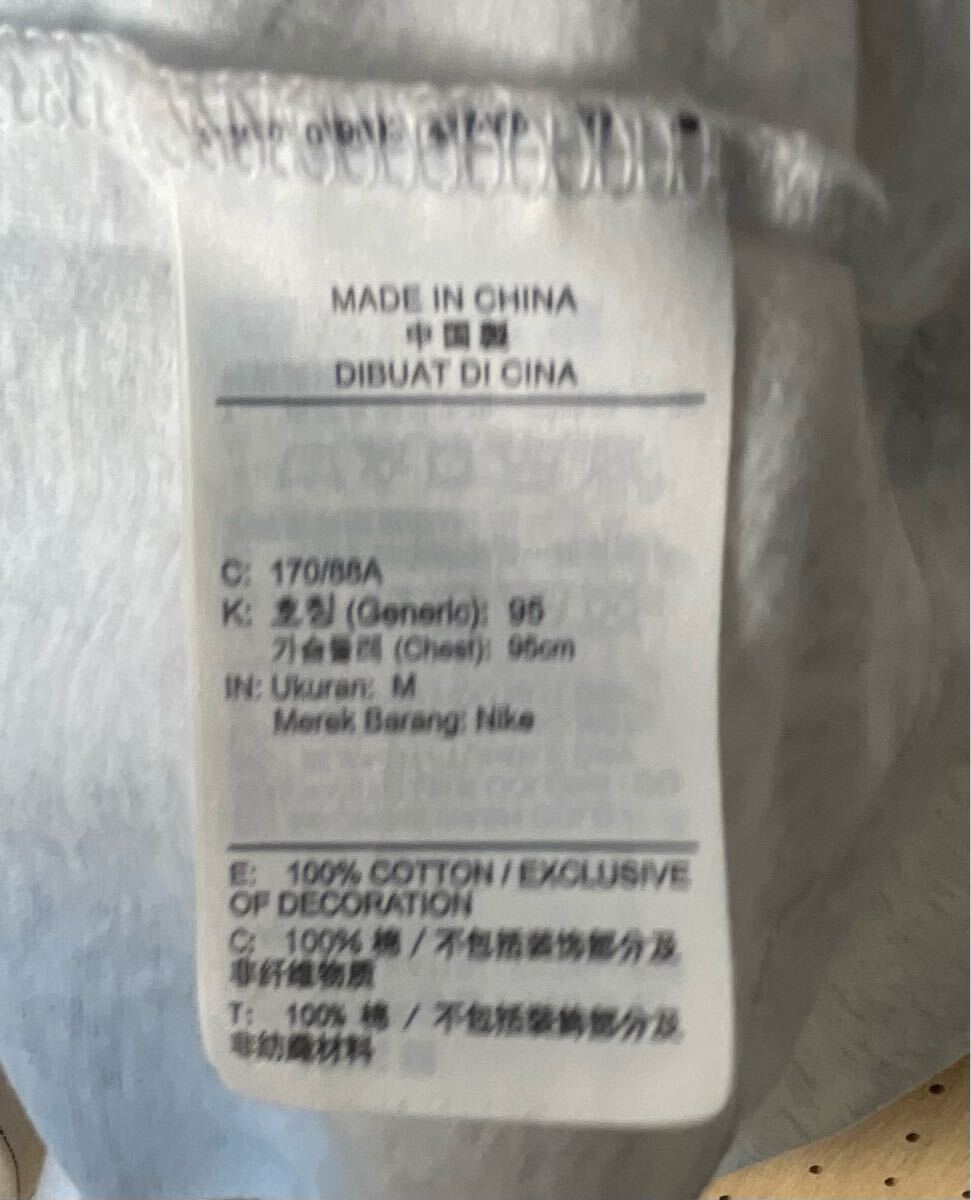 MADE IN CHINA
中国製
DIBUAT DI CINA
C: 170/88A
K: 호칭 (Generic): 95
가슴둘레 (Chest): 95cm
IN: Ukuran: M
Merek Barang: Nike
E: 100% COTTON / EXCLUSIVE
OF DECORATION
C: 100% 棉 / 不包括装饰部分及
非纤维物质
T: 100% 棉 / 不包括裝飾部分及
非紡織材料